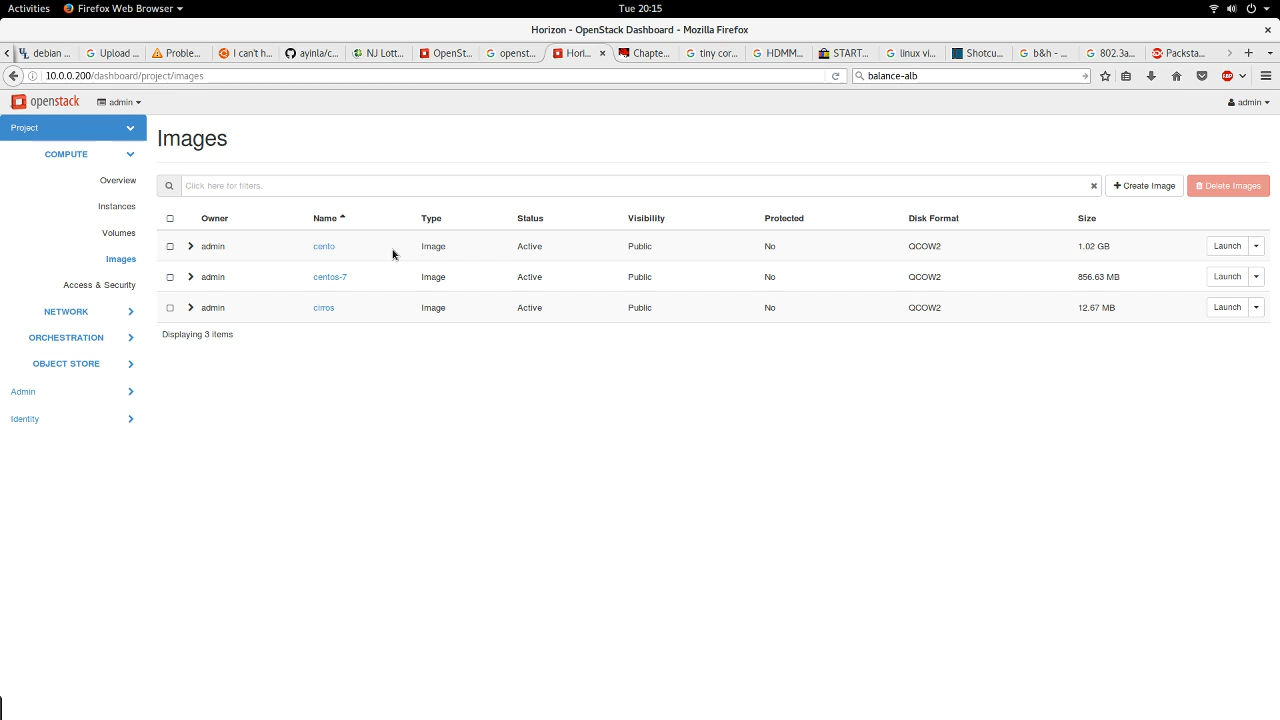 Activities Firefox Web Browser Tue 20:15
Horizon - OpenStack Dashboard - Mozilla Firefox
debian ... Upload ... Proble... I can't h... ayinla/c... NJ Lott... OpenSt... openst... Hori... Chapte... tiny cor... HDMM... START... linux vi... Shotcu... b&h - ... 802.3a... Packsta...
10.0.0.200/dashboard/project/images balance-alb
openstack admin admin
Project
Images
COMPUTE
Overview
Click here for filters. Create Image Delete Images
Instances
Owner Name Type Status Visibility Protected Disk Format Size
Volumes
admin cento Image Active Public No QCOW2 1.02 GB Launch
Images
admin centos-7 Image Active Public No QCOW2 856.63 MB Launch
Access & Security
admin cirros Image Active Public No QCOW2 12.67 MB Launch
NETWORK
Displaying 3 items
ORCHESTRATION
OBJECT STORE
Admin
Identity